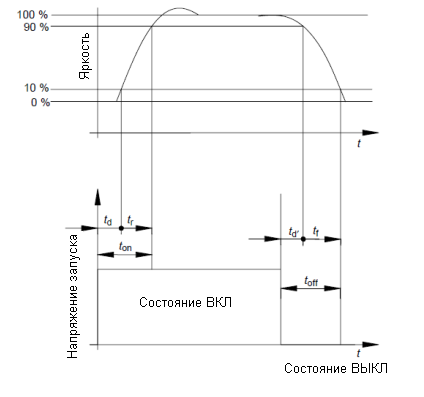 100 %
90 %
Яркость
10 %
0 %
t
Напряжение запуска
td tr
ton
td' tf
toff
Состояние ВКЛ
t
Состояние ВЫКЛ